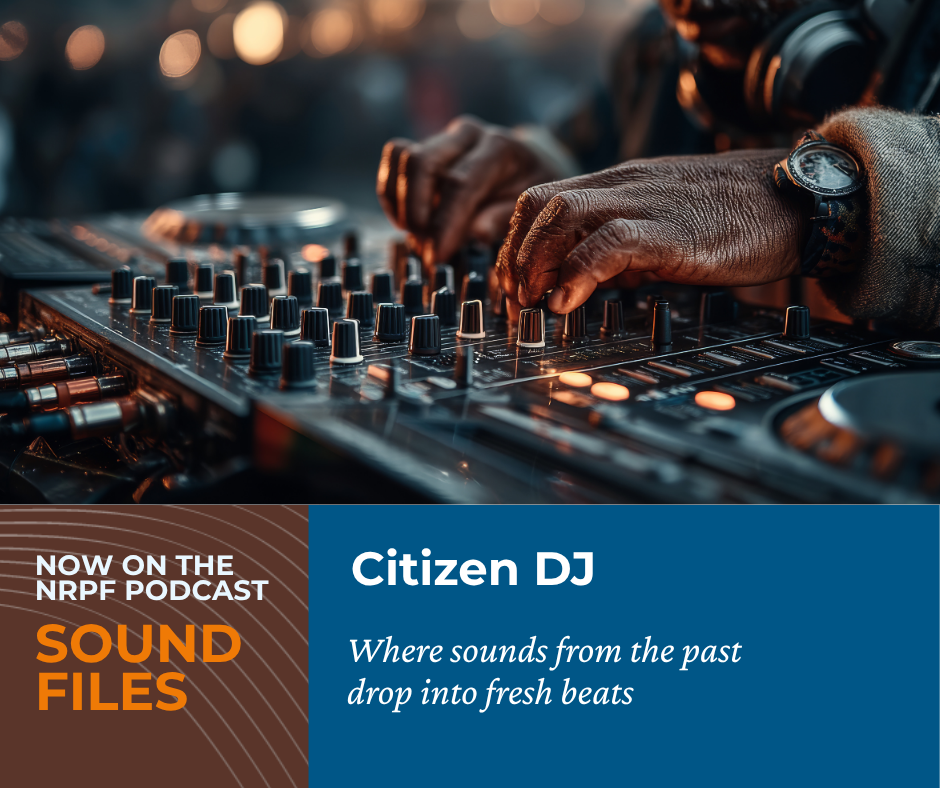 NOW ON THE
NRPF PODCAST
SOUND
FILES
Citizen DJ
Where sounds from the past
drop into fresh beats